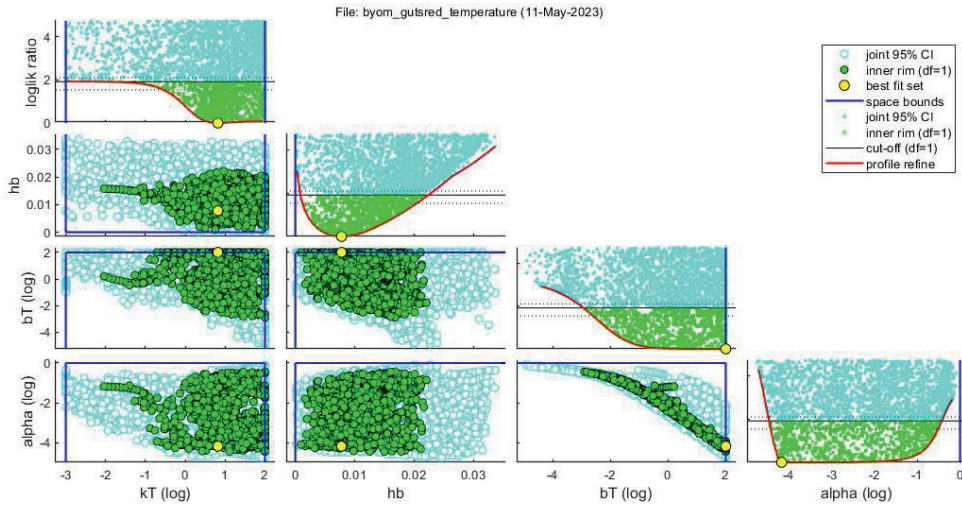 File: byom_gutsred_temperature (11-May-2023)
loglik ratio
4
2
0
joint 95% CI
inner rim (df=1)
best fit set
space bounds
joint 95% CI
inner rim (df=1)
cut-off (df=1)
profile refine
hb
0.03
0.02
0.01
0
bT (log)
2
0
-2
-4
alpha (log)
0
-2
-4
-3 -2 -1 0 1 2
kT (log)
0 0.01 0.02 0.03
hb
-4 -2 0 2
bT (log)
-4 -3 -2 -1 0
alpha (log)